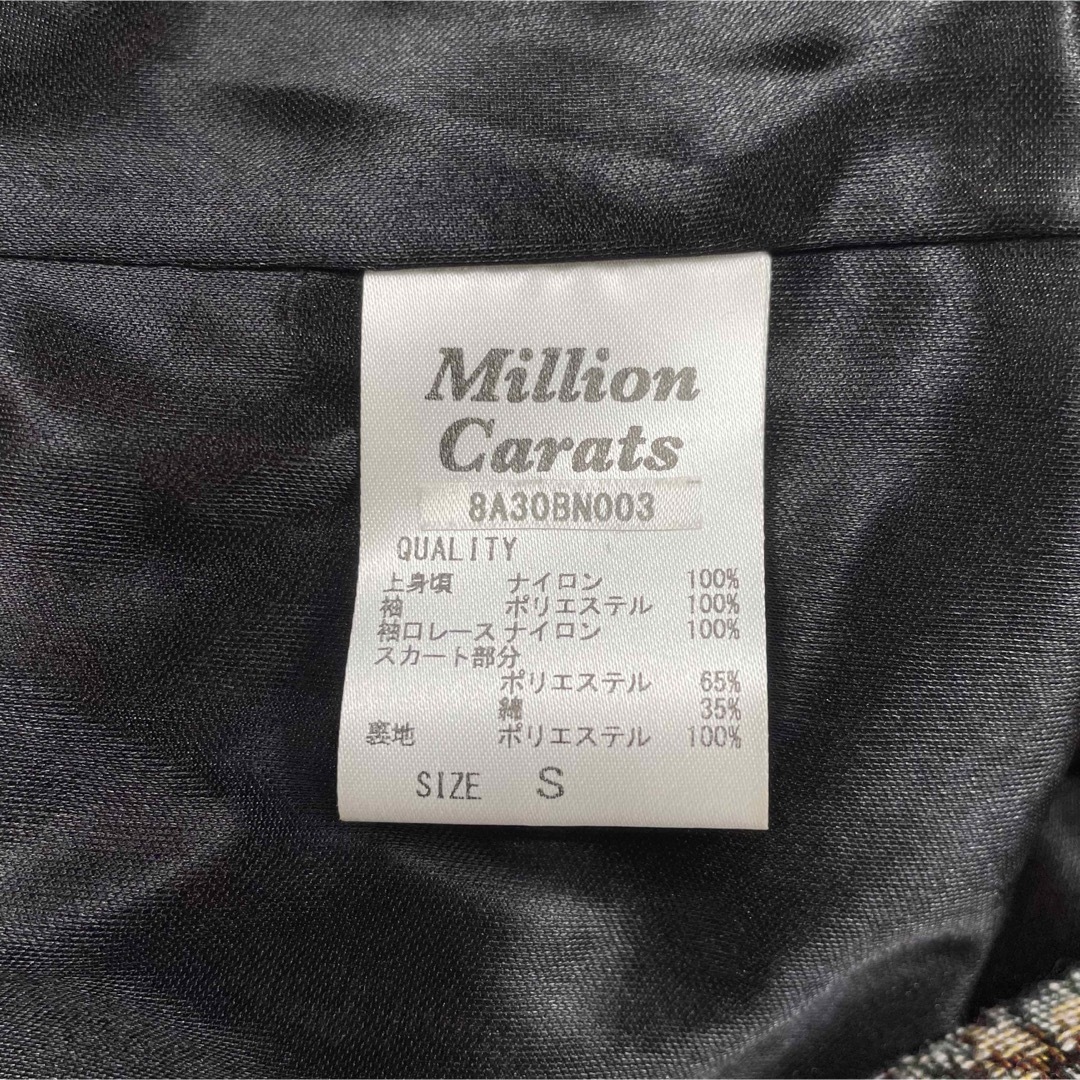 Million
Carats
8A30BN003
QUALITY
上身頃 ナイロン 100%
袖 ポリエステル 100%
袖口レース ナイロン 100%
スカート部分
ポリエステル 65%
綿 35%
裏地 ポリエステル 100%
SIZE S